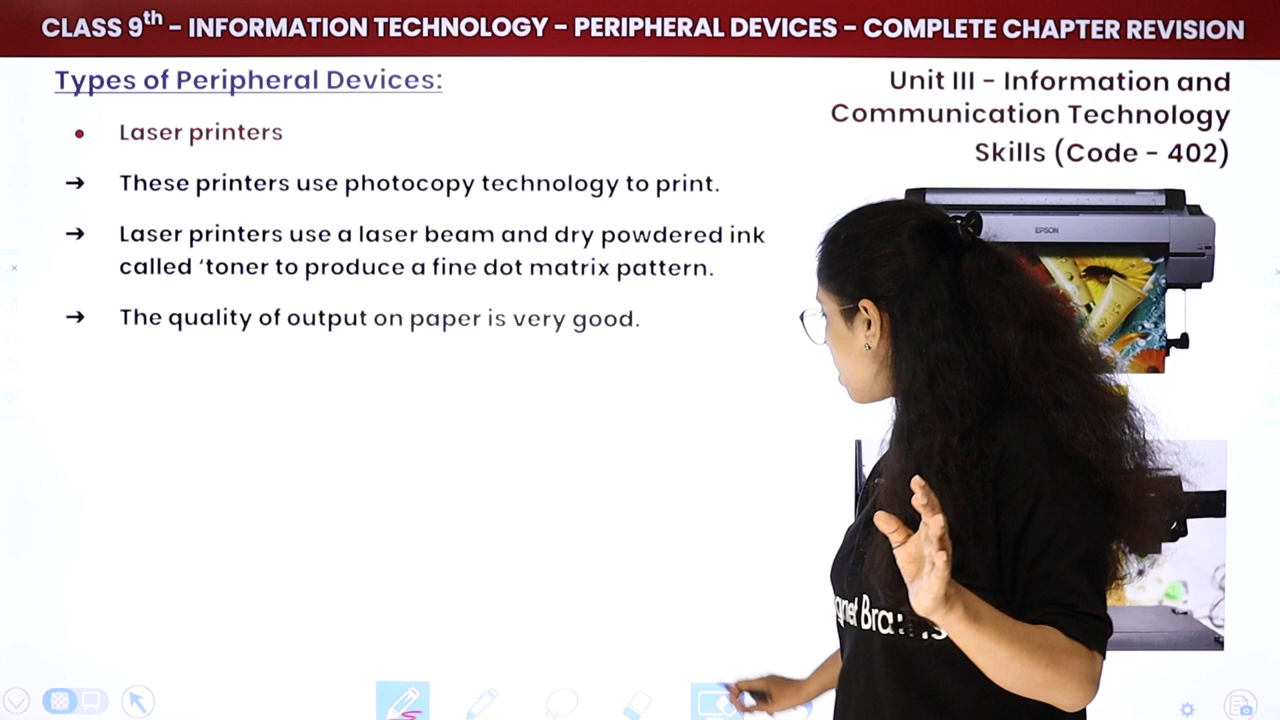 CLASS 9th – INFORMATION TECHNOLOGY – PERIPHERAL DEVICES – COMPLETE CHAPTER REVISION
Types of Peripheral Devices:
Unit III – Information and
Communication Technology
Skills (Code – 402)
• Laser printers
→ These printers use photocopy technology to print.
→ Laser printers use a laser beam and dry powdered ink
called ‘toner to produce a fine dot matrix pattern.
→ The quality of output on paper is very good.
EPSON